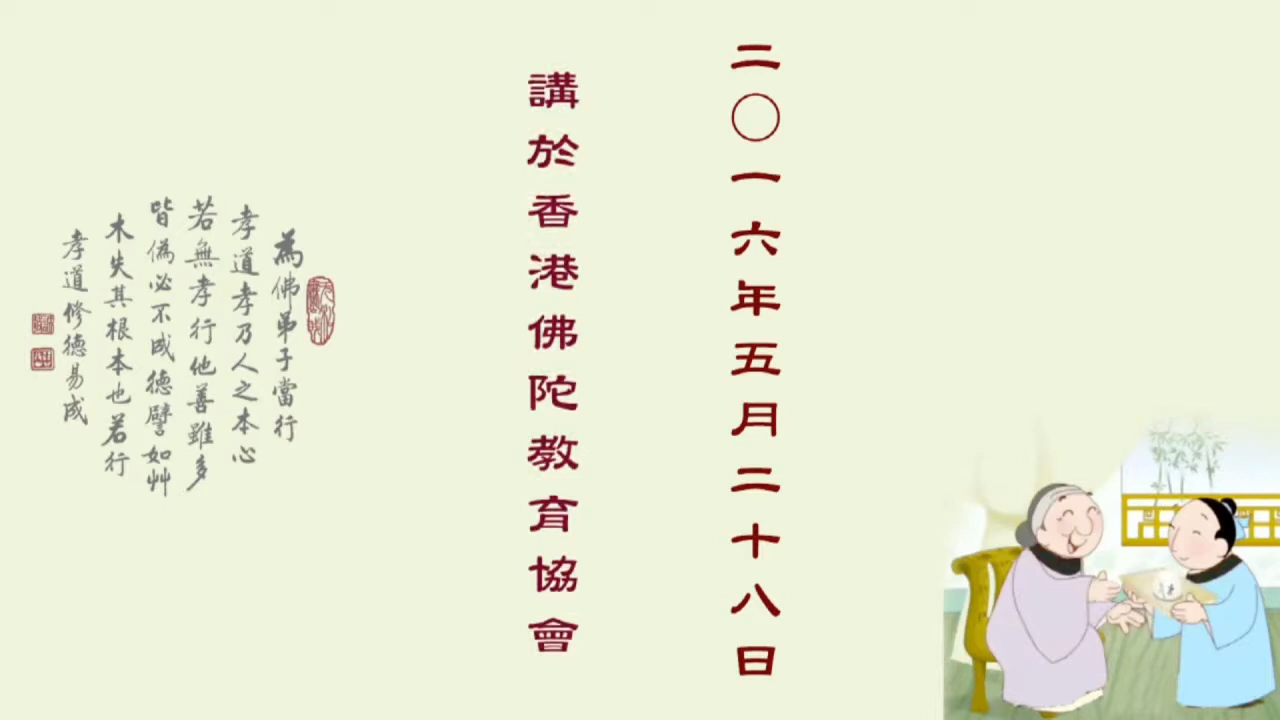 二〇一六年五月二十八日
講於香港佛陀教育協會
為佛弟子當行
孝道孝乃人之本心
若無孝行他善雖多
皆偽必不成德譬如艸
木失其根本也若行
孝道修德易成